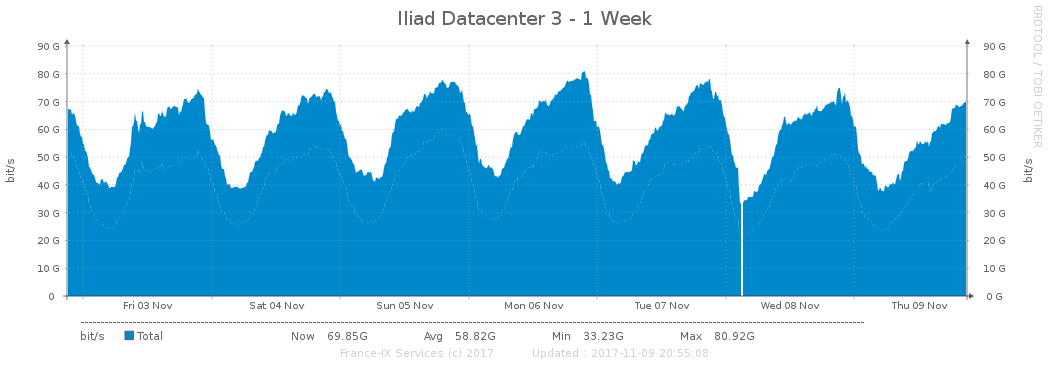 Iliad Datacenter 3 - 1 Week
RRDTOOL / TOBI OETIKER
90 G 90 G
80 G 80 G
70 G 70 G
60 G 60 G
50 G 50 G
40 G 40 G
30 G 30 G
20 G 20 G
10 G 10 G
0 0 G
bit/s bit/s
Fri 03 Nov Sat 04 Nov Sun 05 Nov Mon 06 Nov Tue 07 Nov Wed 08 Nov Thu 09 Nov
bit/s Total Now 69.85G Avg 58.82G Min 33.23G Max 80.92G
France-IX Services (c) 2017 Updated : 2017-11-09 20:55:08